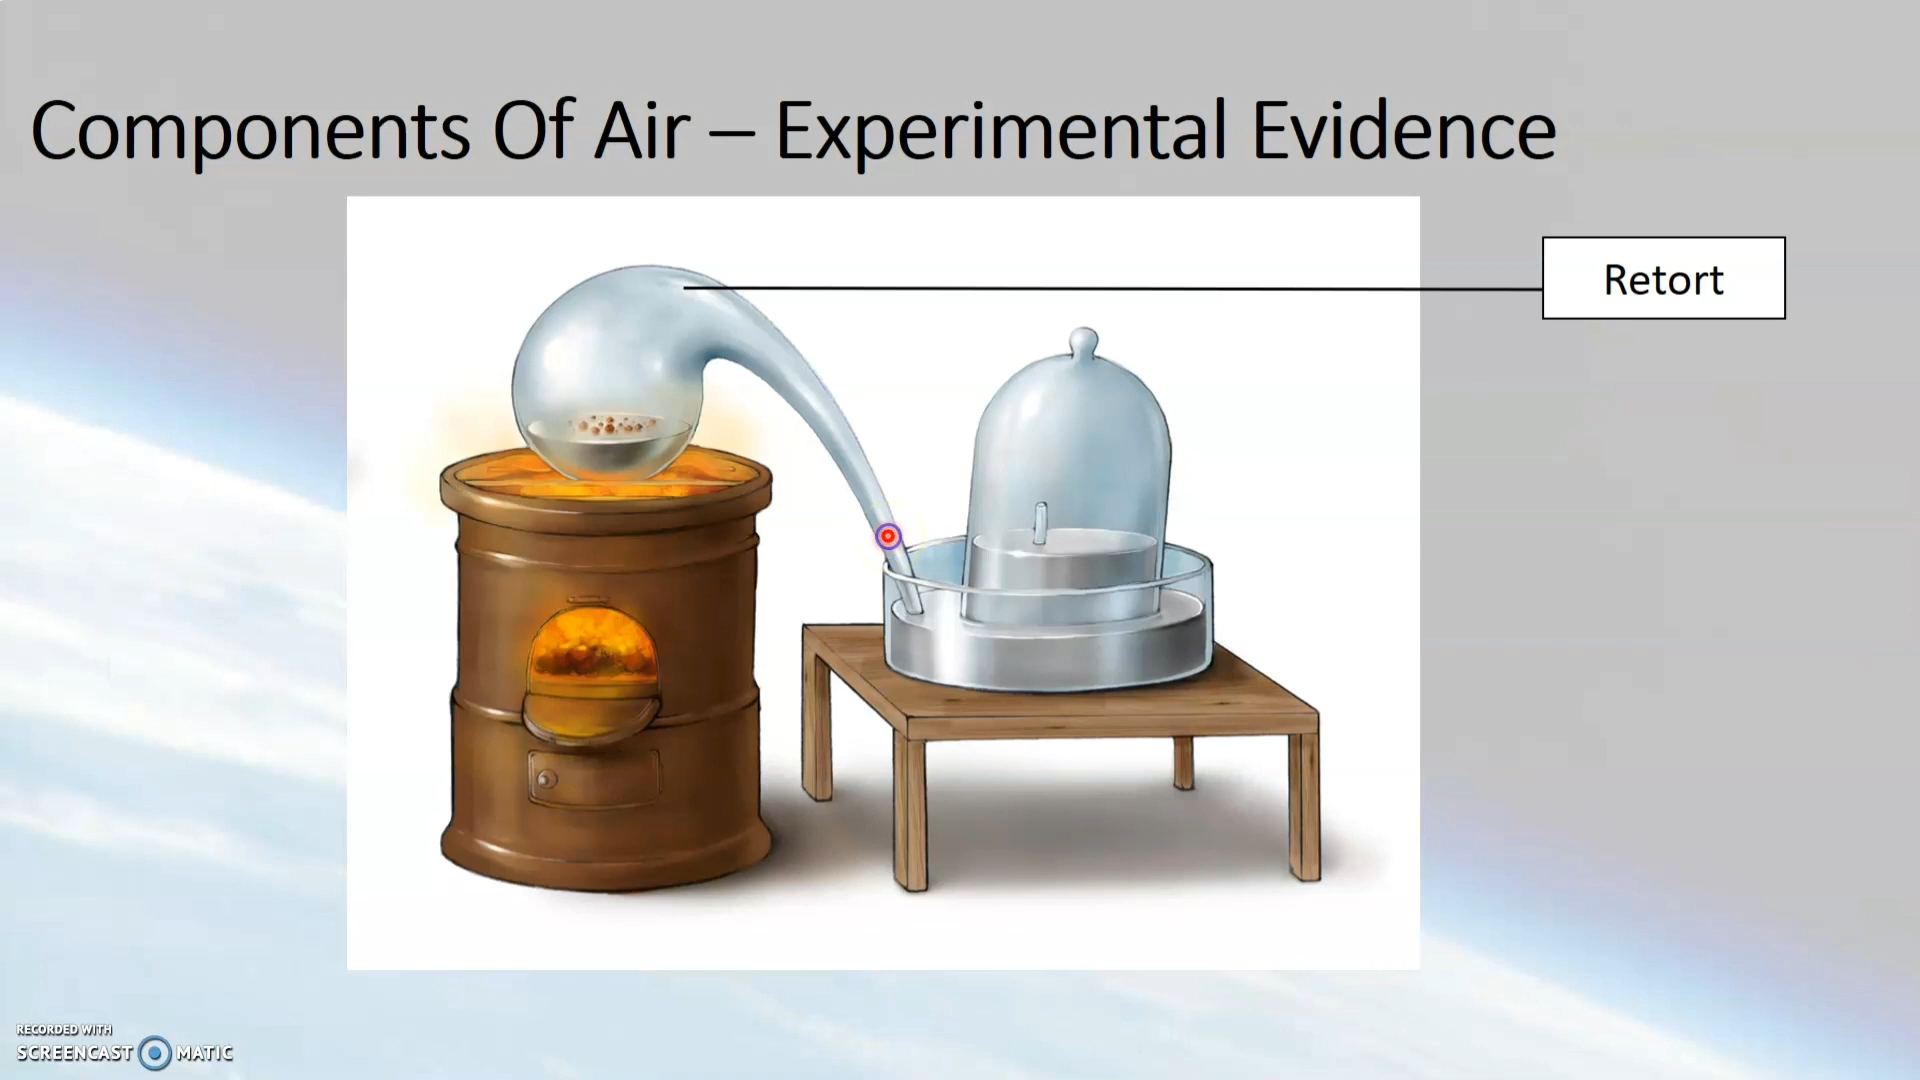 Components Of Air – Experimental Evidence
Retort
RECORDED WITH
SCREENCAST MATIC